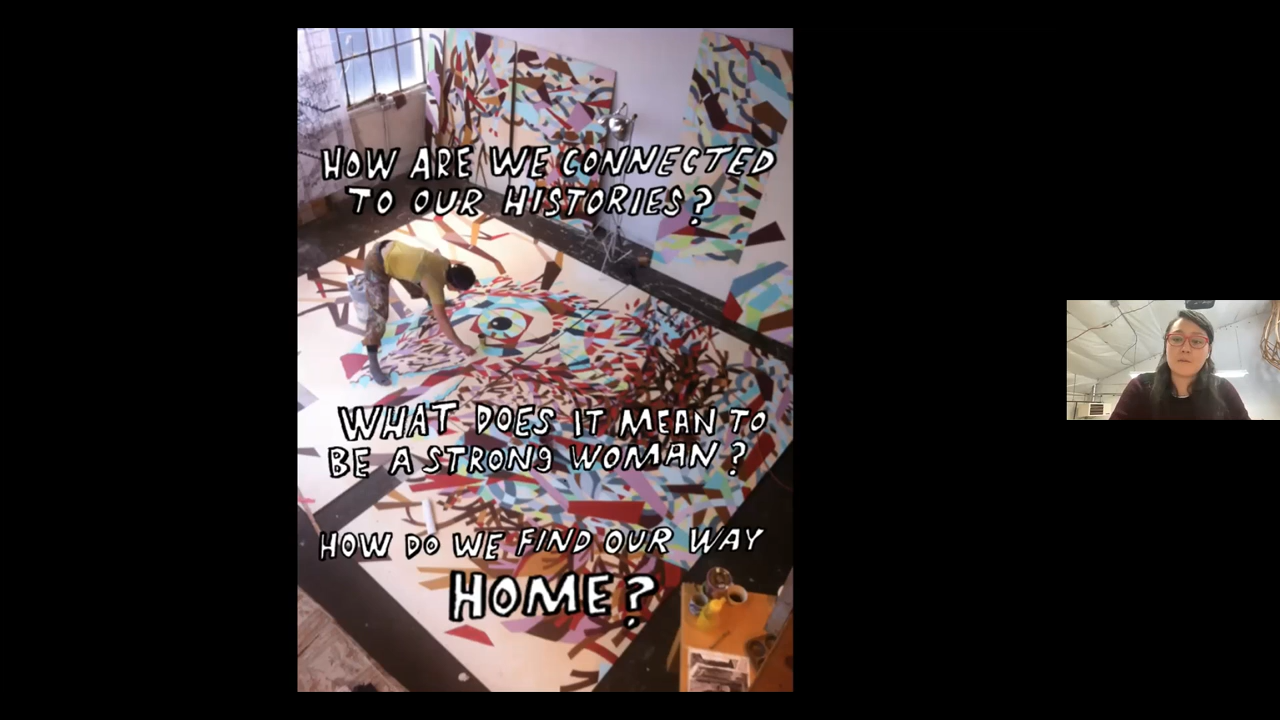 HOW ARE WE CONNECTED
TO OUR HISTORIES?
WHAT DOES IT MEAN TO
BE A STRONG WOMAN?
HOW DO WE FIND OUR WAY
HOME?